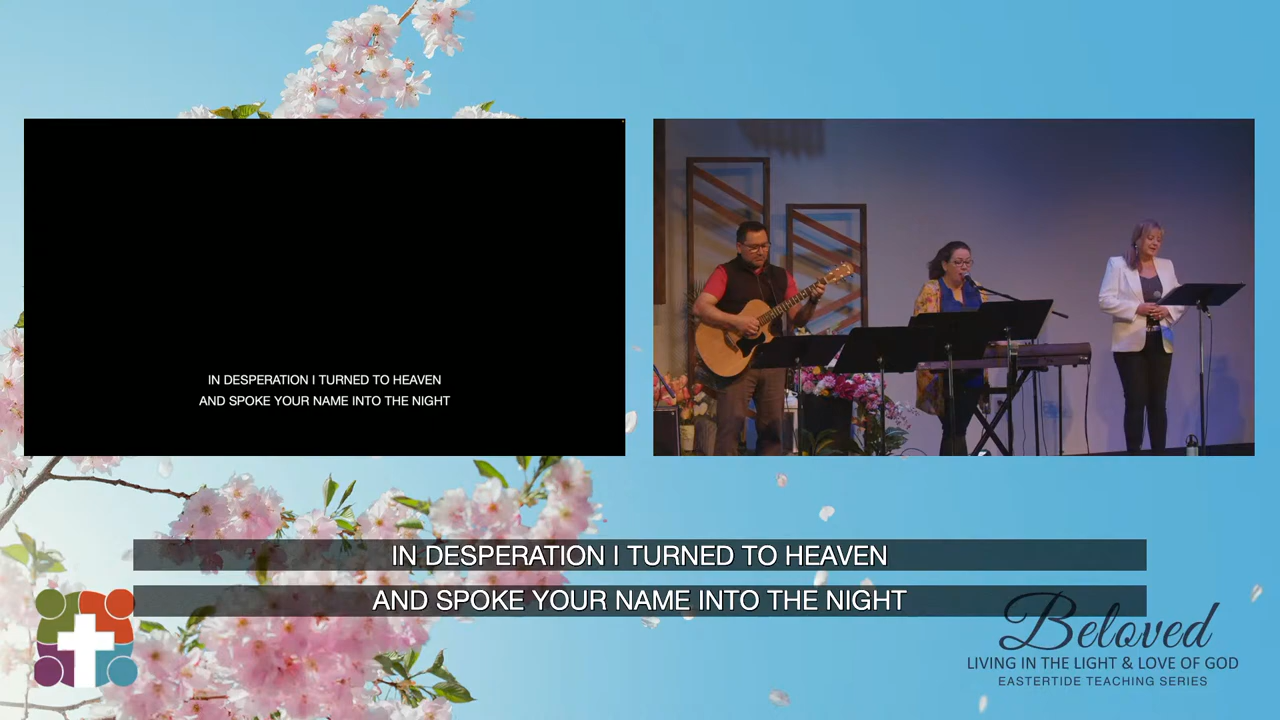 IN DESPERATION I TURNED TO HEAVEN
AND SPOKE YOUR NAME INTO THE NIGHT
IN DESPERATION I TURNED TO HEAVEN
AND SPOKE YOUR NAME INTO THE NIGHT
Beloved
LIVING IN THE LIGHT & LOVE OF GOD
EASTERTIDE TEACHING SERIES